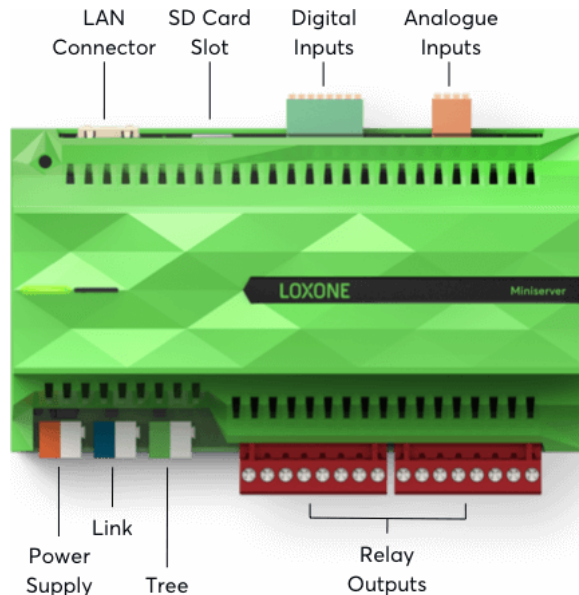 LAN
Connector
SD Card
Slot
Digital
Inputs
Analogue
Inputs
LOXONE
Miniserver
Power
Supply
Link
Tree
Relay
Outputs